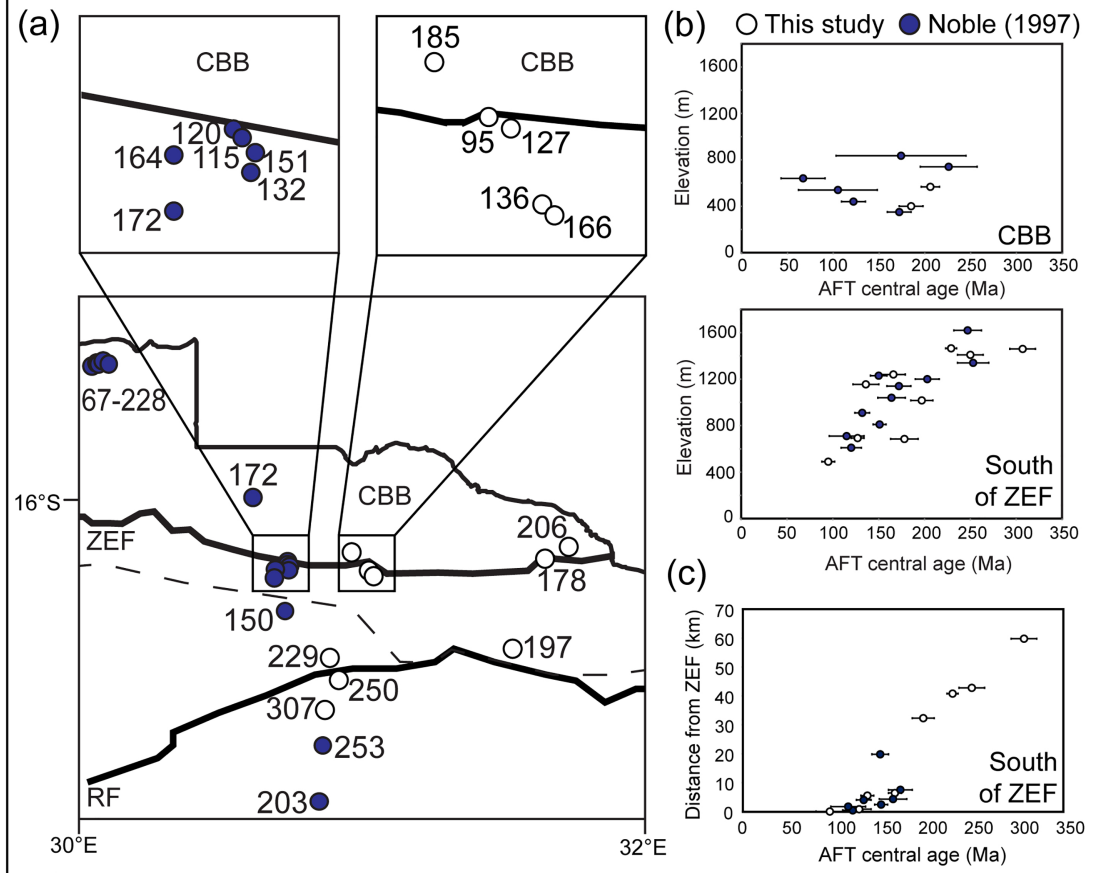 (a)
CBB
120
164
115
151
132
172
185
CBB
95
127
136
166
67-228
172
CBB
16°S
ZEF
206
178
150
229
197
250
307
253
203
RF
30°E
32°E
(b)
This study
Noble (1997)
1600
1200
800
400
0
Elevation (m)
CBB
0 50 100 150 200 250 300 350
AFT central age (Ma)
1600
1200
800
400
0
Elevation (m)
South
of ZEF
0 50 100 150 200 250 300 350
AFT central age (Ma)
(c)
70
60
50
40
30
20
10
0
Distance from ZEF (km)
South
of ZEF
0 50 100 150 200 250 300 350
AFT central age (Ma)